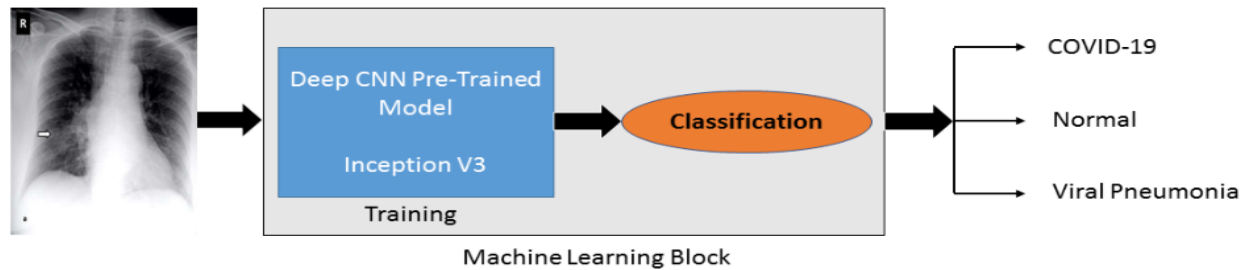 R
Deep CNN Pre-Trained
Model
Inception V3
Training
Classification
Machine Learning Block
COVID-19
Normal
Viral Pneumonia